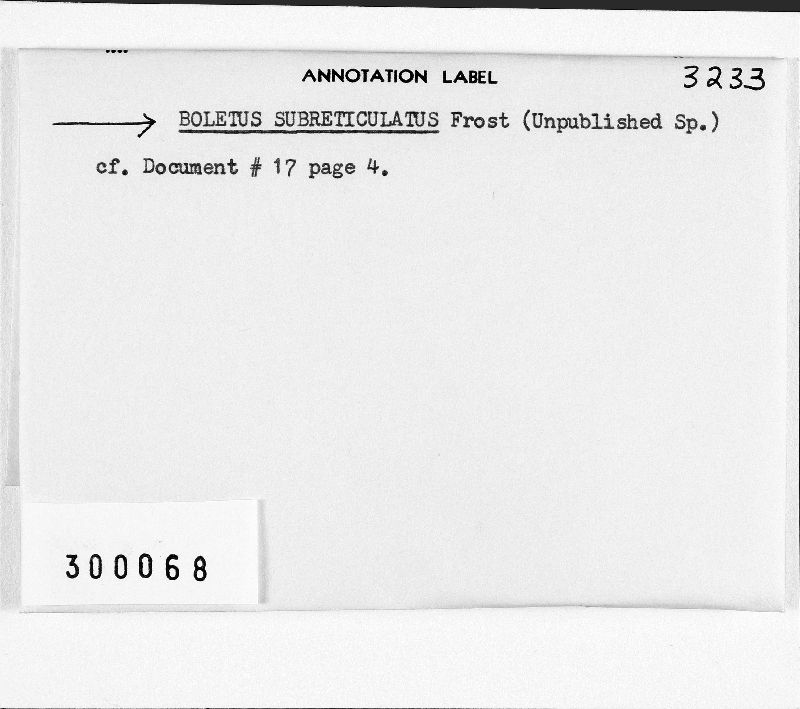 ANNOTATION LABEL 3233
→ BOLETUS SUBRETICULATUS Frost (Unpublished Sp.)
cf. Document # 17 page 4.
300068